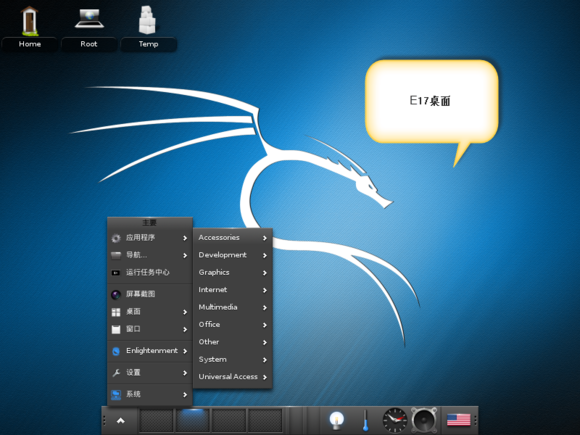 Home
Root
Temp
E17桌面
主要
应用程序
导航...
运行任务中心
屏幕截图
桌面
窗口
Enlightenment
设置
系统
Accessories
Development
Graphics
Internet
Multimedia
Office
Other
System
Universal Access